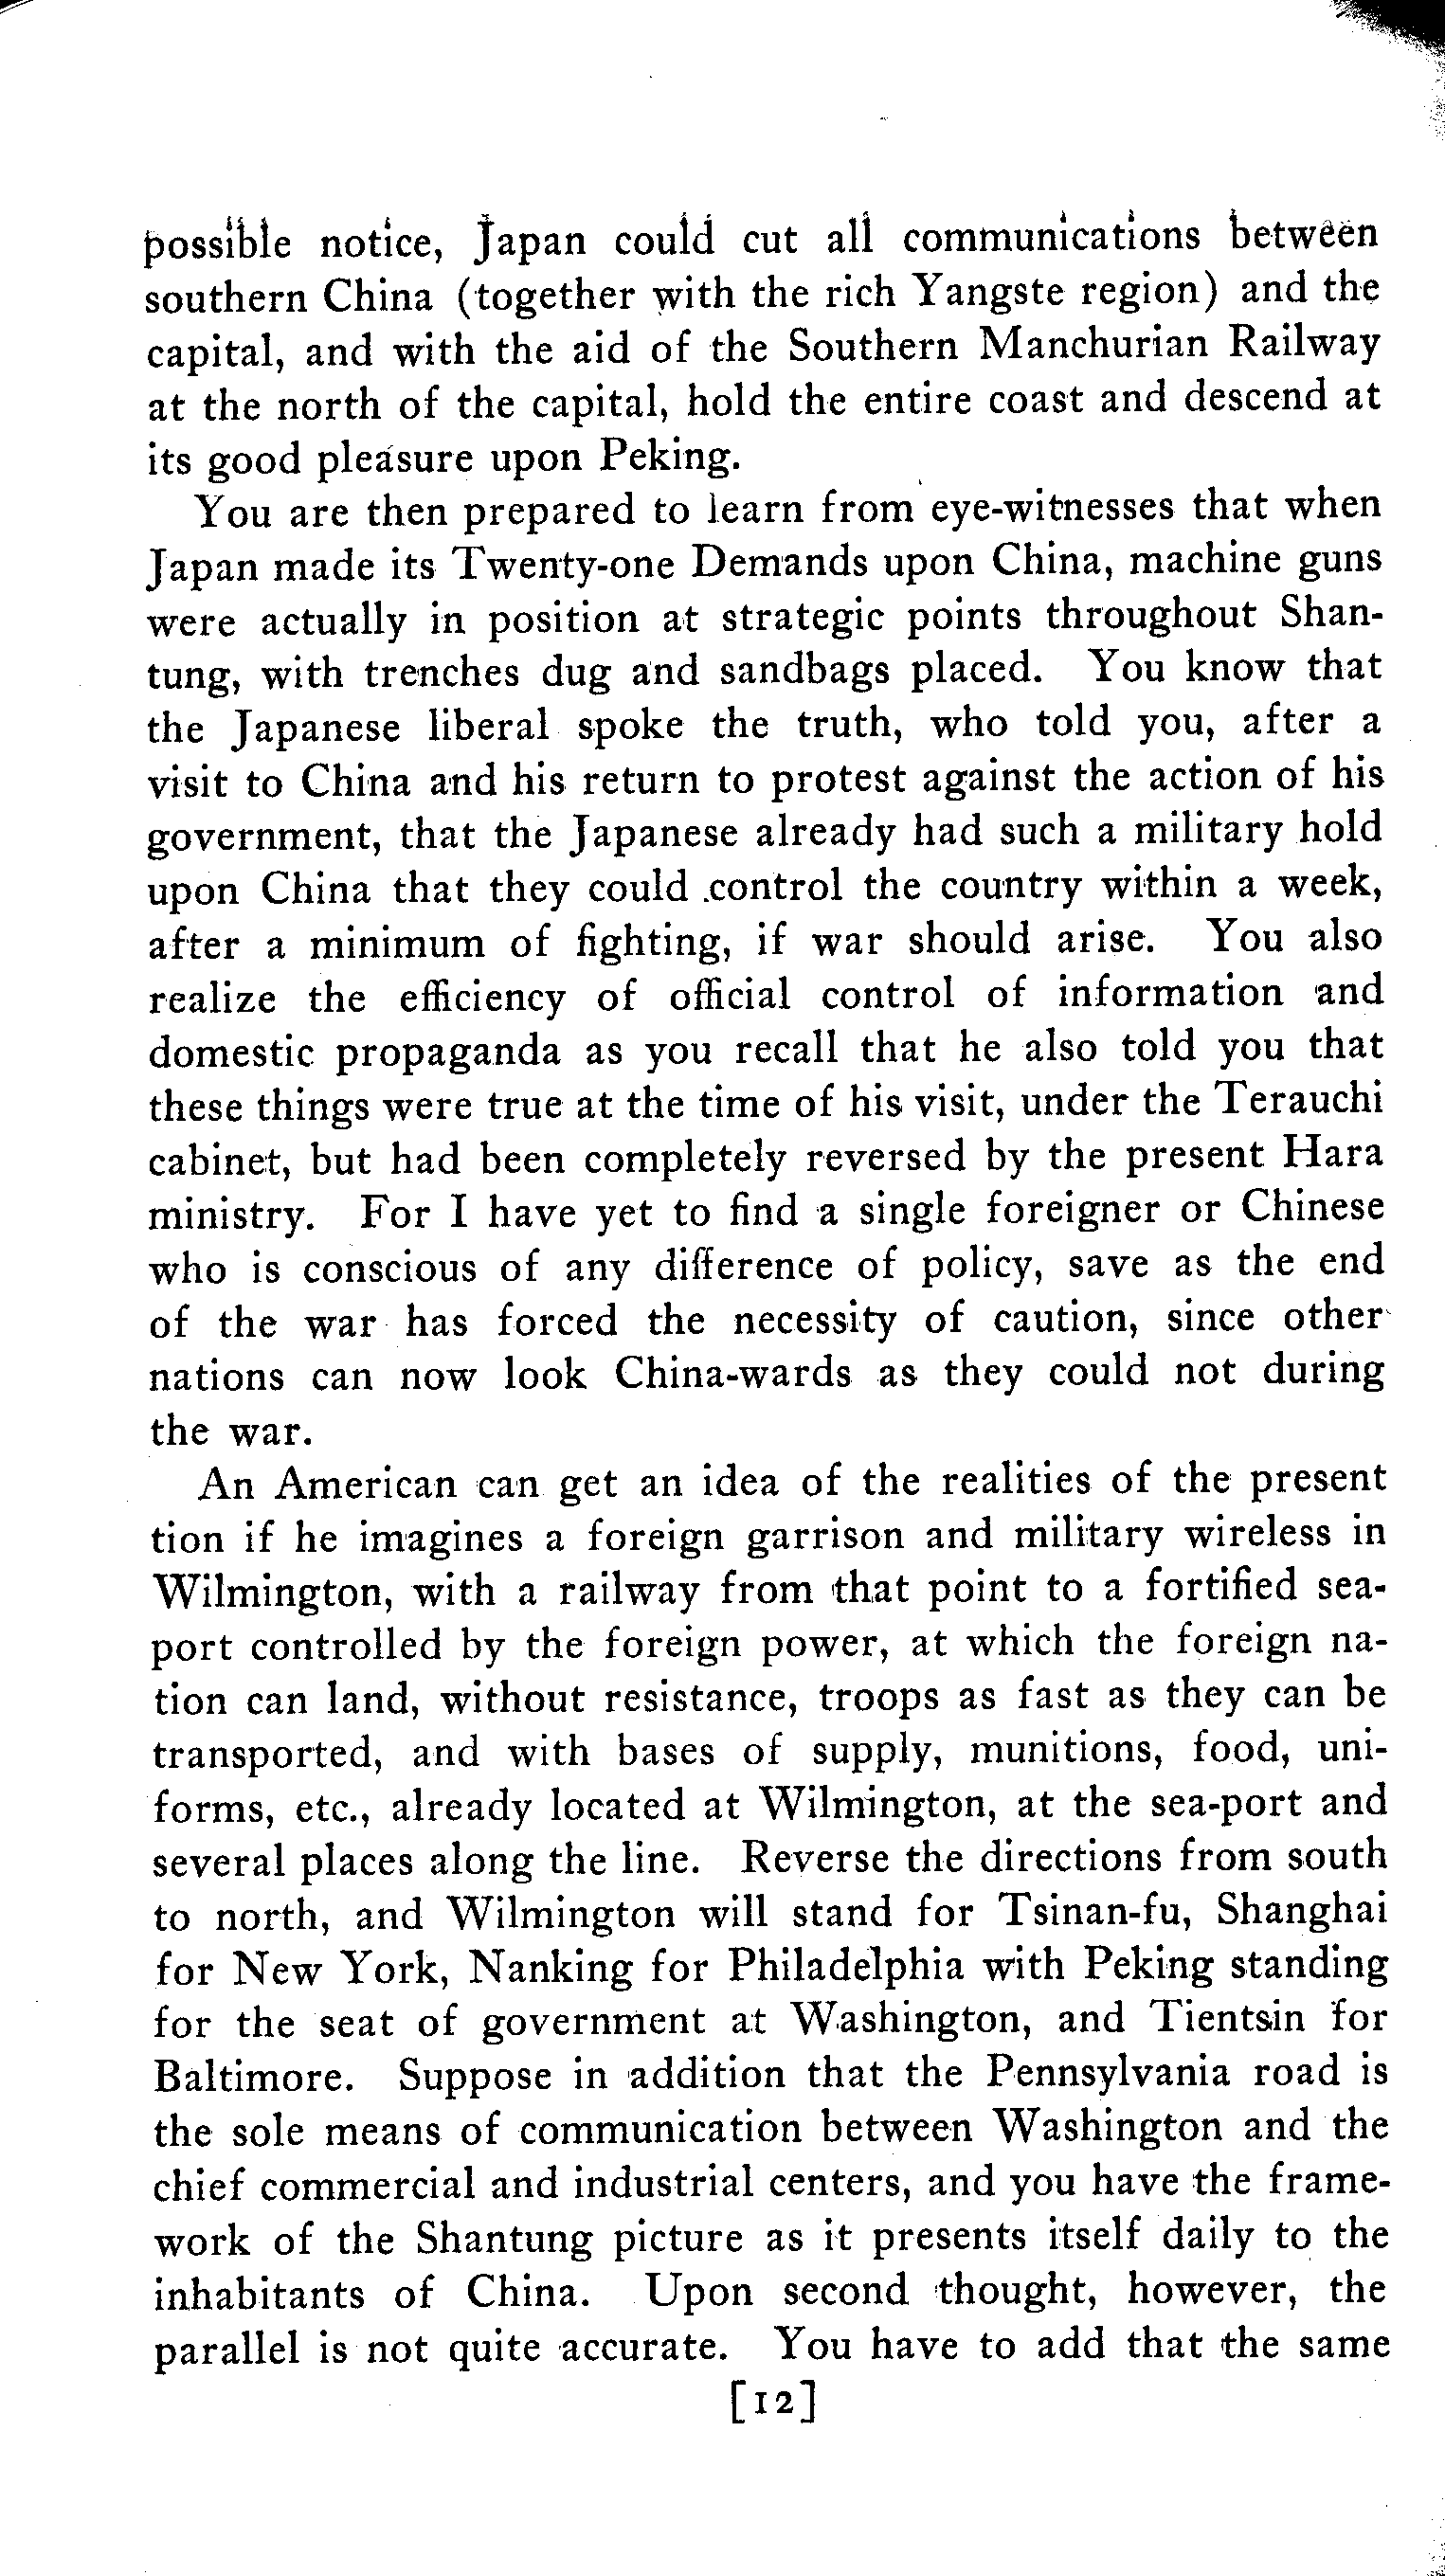 possible notice, Japan could cut all communications between
southern China (together with the rich Yangste region) and the
capital, and with the aid of the Southern Manchurian Railway
at the north of the capital, hold the entire coast and descend at
its good pleasure upon Peking.
You are then prepared to learn from eye-witnesses that when
Japan made its Twenty-one Demands upon China, machine guns
were actually in position at strategic points throughout Shan-
tung, with trenches dug and sandbags placed. You know that
the Japanese liberal spoke the truth, who told you, after a
visit to China and his return to protest against the action of his
government, that the Japanese already had such a military hold
upon China that they could control the country within a week,
after a minimum of fighting, if war should arise. You also
realize the efficiency of official control of information and
domestic propaganda as you recall that he also told you that
these things were true at the time of his visit, under the Terauchi
cabinet, but had been completely reversed by the present Hara
ministry. For I have yet to find a single foreigner or Chinese
who is conscious of any difference of policy, save as the end
of the war has forced the necessity of caution, since other
nations can now look China-wards as they could not during
the war.
An American can get an idea of the realities of the present
tion if he imagines a foreign garrison and military wireless in
Wilmington, with a railway from that point to a fortified sea-
port controlled by the foreign power, at which the foreign na-
tion can land, without resistance, troops as fast as they can be
transported, and with bases of supply, munitions, food, uni-
forms, etc., already located at Wilmington, at the sea-port and
several places along the line. Reverse the directions from south
to north, and Wilmington will stand for Tsinan-fu, Shanghai
for New York, Nanking for Philadelphia with Peking standing
for the seat of government at Washington, and Tientsin for
Baltimore. Suppose in addition that the Pennsylvania road is
the sole means of communication between Washington and the
chief commercial and industrial centers, and you have the frame-
work of the Shantung picture as it presents itself daily to the
inhabitants of China. Upon second thought, however, the
parallel is not quite accurate. You have to add that the same
[12]